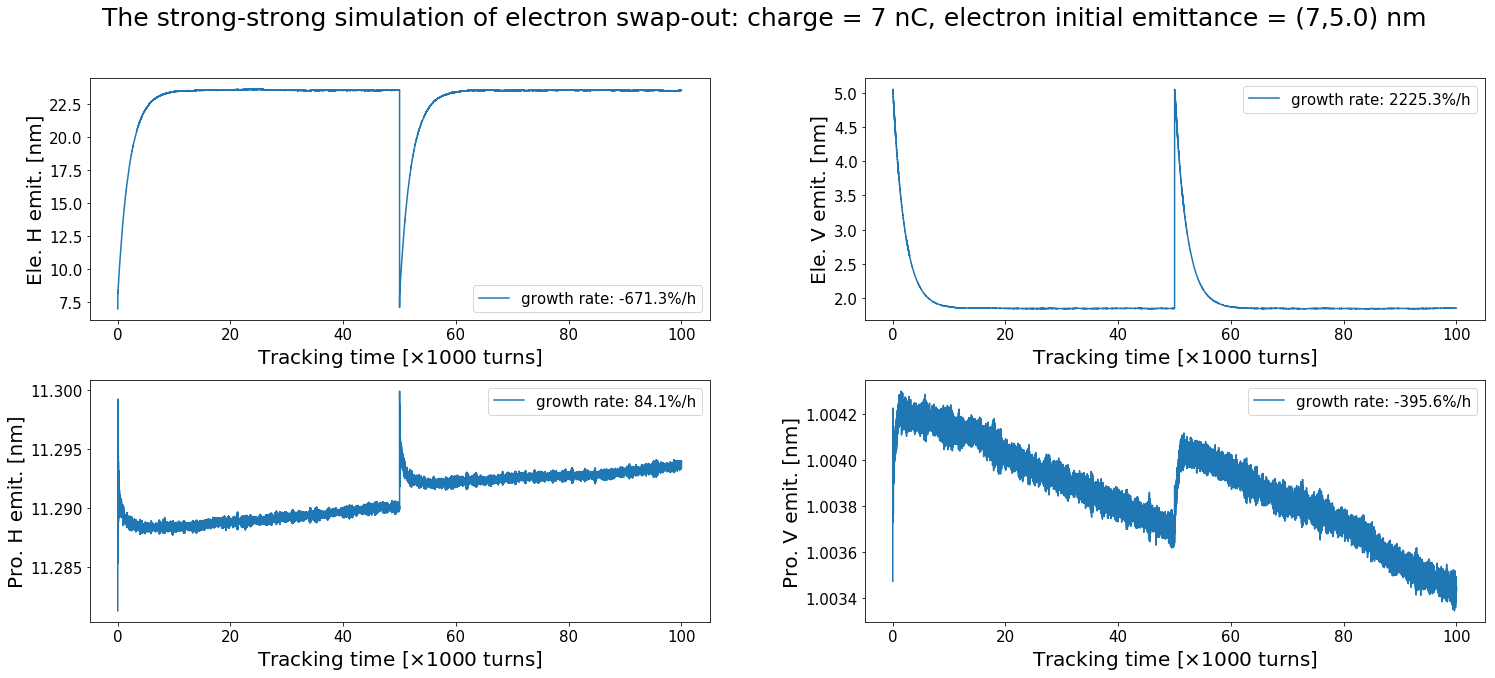 The strong-strong simulation of electron swap-out: charge = 7 nC, electron initial emittance = (7,5.0) nm
Ele. H emit. [nm]
22.5
20.0
17.5
15.0
12.5
10.0
7.5
growth rate: -671.3%/h
0 20 40 60 80 100
Tracking time [×1000 turns]
Ele. V emit. [nm]
5.0
4.5
4.0
3.5
3.0
2.5
2.0
growth rate: 2225.3%/h
0 20 40 60 80 100
Tracking time [×1000 turns]
Pro. H emit. [nm]
11.300
11.295
11.290
11.285
growth rate: 84.1%/h
0 20 40 60 80 100
Tracking time [×1000 turns]
Pro. V emit. [nm]
1.0042
1.0040
1.0038
1.0036
1.0034
growth rate: -395.6%/h
0 20 40 60 80 100
Tracking time [×1000 turns]